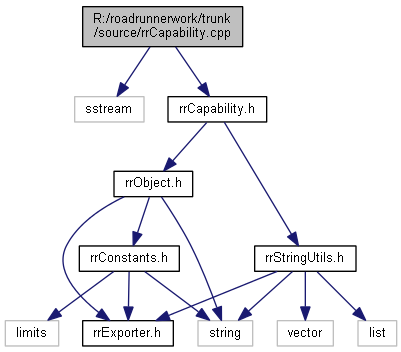 R:/roadrunnerwork/trunk
/source/rrCapability.cpp
sstream
rrCapability.h
rrObject.h
rrConstants.h
rrStringUtils.h
limits
rrExporter.h
string
vector
list